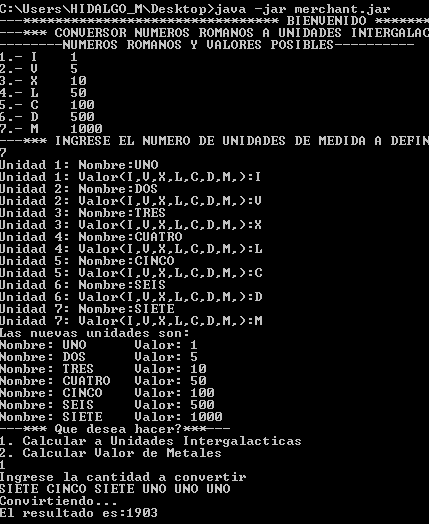 C:\Users\HIDALGO_M\Desktop>java -jar merchant.jar
---*********************************** BIENVENIDO *******
---*** CONVERSOR NUMEROS ROMANOS A UNIDADES INTERGALAC
---------NUMEROS ROMANOS Y VALORES POSIBLES-----------
1.- I 1
2.- V 5
3.- X 10
4.- L 50
5.- C 100
6.- D 500
7.- M 1000
---*** INGRESE EL NUMERO DE UNIDADES DE MEDIDA A DEFIN
7
Unidad 1: Nombre:UNO
Unidad 1: Valor(I,V,X,L,C,D,M,):I
Unidad 2: Nombre:DOS
Unidad 2: Valor(I,V,X,L,C,D,M,):V
Unidad 3: Nombre:TRES
Unidad 3: Valor(I,V,X,L,C,D,M,):X
Unidad 4: Nombre:CUATRO
Unidad 4: Valor(I,V,X,L,C,D,M,):L
Unidad 5: Nombre:CINCO
Unidad 5: Valor(I,V,X,L,C,D,M,):C
Unidad 6: Nombre:SEIS
Unidad 6: Valor(I,V,X,L,C,D,M,):D
Unidad 7: Nombre:SIETE
Unidad 7: Valor(I,V,X,L,C,D,M,):M
Las nuevas unidades son:
Nombre: UNO Valor: 1
Nombre: DOS Valor: 5
Nombre: TRES Valor: 10
Nombre: CUATRO Valor: 50
Nombre: CINCO Valor: 100
Nombre: SEIS Valor: 500
Nombre: SIETE Valor: 1000
---*** Que desea hacer?***---
1. Calcular a Unidades Intergalacticas
2. Calcular Valor de Metales
1
Ingrese la cantidad a convertir
SIETE CINCO SIETE UNO UNO UNO
Convirtiendo...
El resultado es:1903